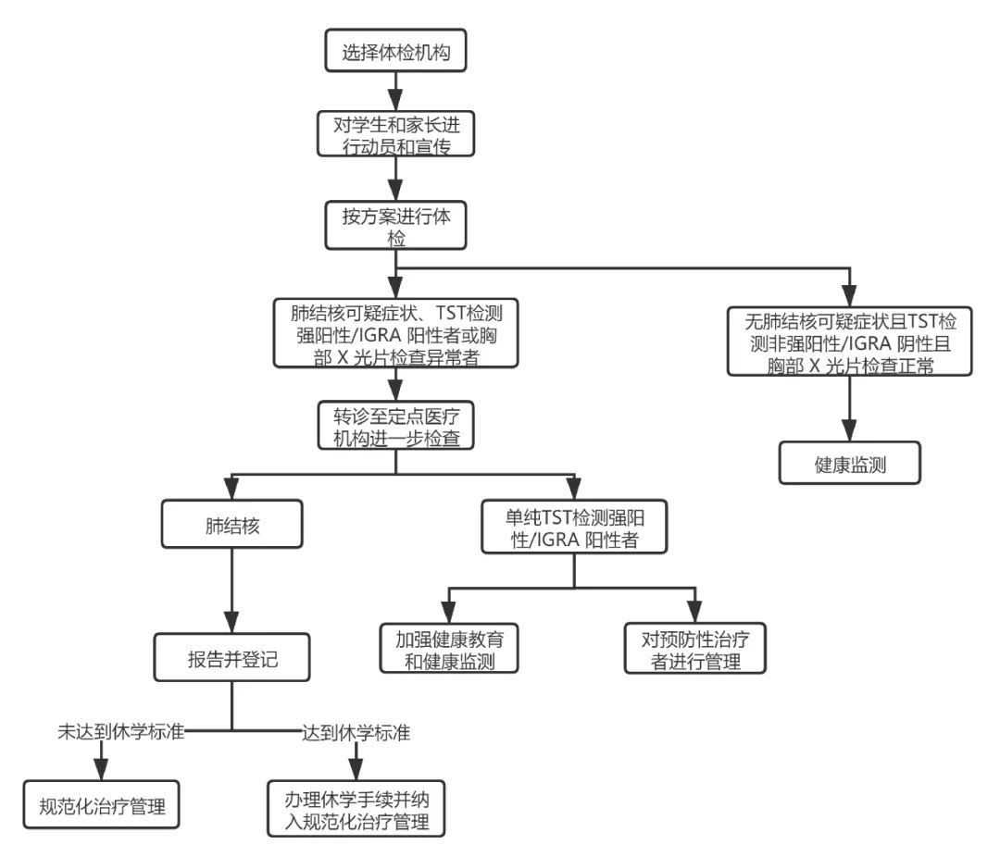 选择体检机构
对学生和家长进
行动员和宣传
按方案进行体
检
肺结核可疑症状、TST检测
强阳性/IGRA 阳性者或胸
部 X 光片检查异常者
无肺结核可疑症状且TST检
测非强阳性/IGRA 阴性且
胸部 X 光片检查正常
转诊至定点医疗
机构进一步检查
健康监测
肺结核
单纯TST检测强阳
性/IGRA 阳性者
报告并登记
加强健康教育
和健康监测
对预防性治疗
者进行管理
未达到休学标准
达到休学标准
规范化治疗管理
办理休学手续并纳
入规范化治疗管理